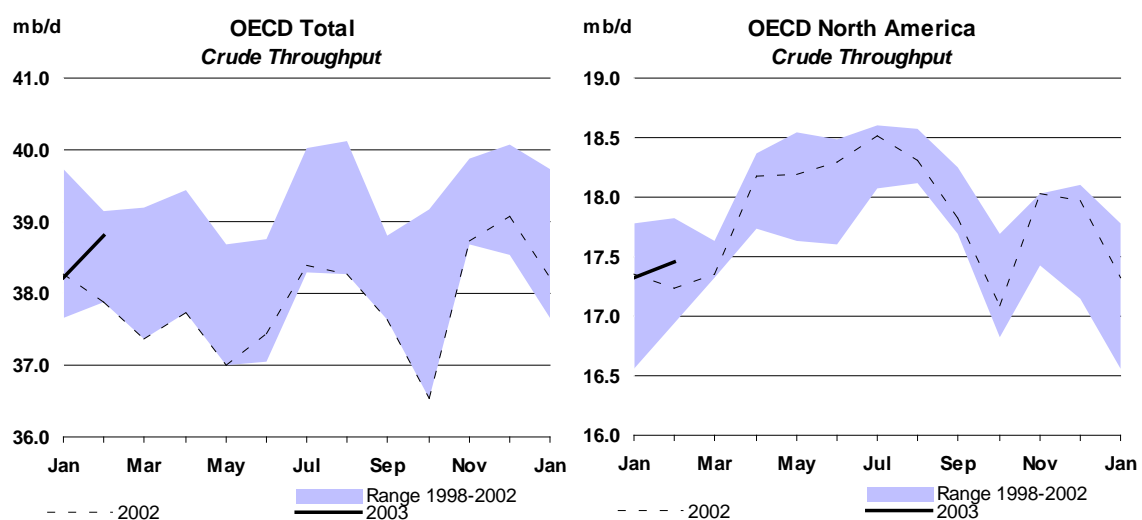 mb/d
OECD Total
Crude Throughput
41.0
40.0
39.0
38.0
37.0
36.0
Jan Mar May Jul Sep Nov Jan
Range 1998-2002
2002
2003
mb/d
OECD North America
Crude Throughput
19.0
18.5
18.0
17.5
17.0
16.5
16.0
Jan Mar May Jul Sep Nov Jan
Range 1998-2002
2002
2003